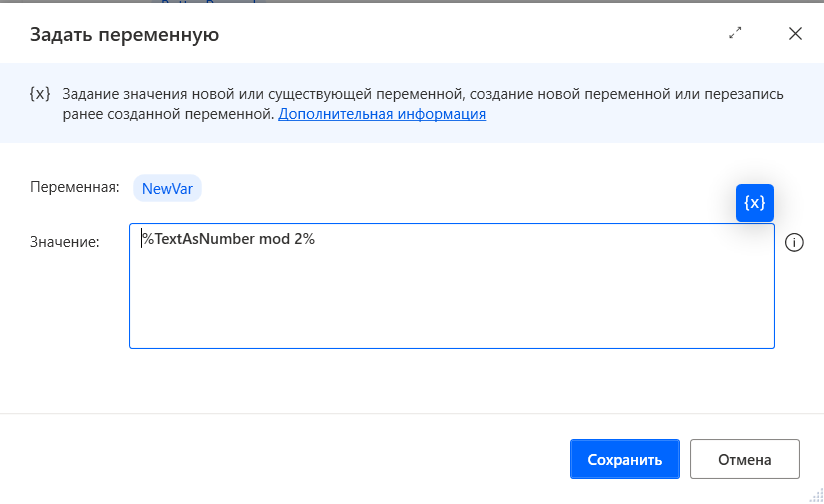 Задать переменную
{x} Задание значения новой или существующей переменной, создание новой переменной или перезапись
ранее созданной переменной. Дополнительная информация
Переменная: NewVar
{x}
Значение: %TextAsNumber mod 2%
Сохранить Отмена